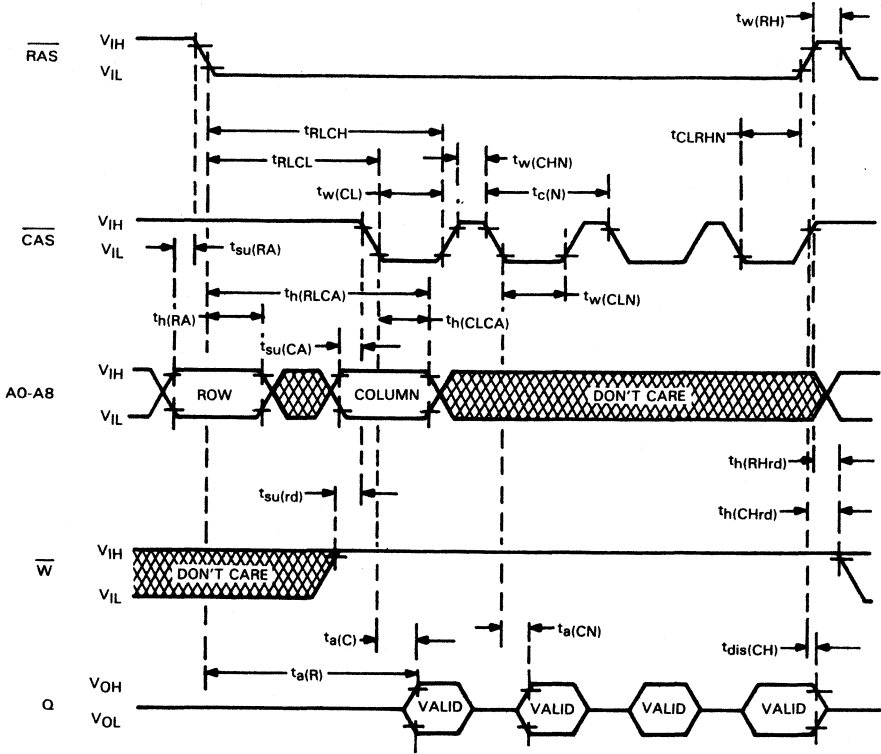 tw(RH)
RAS
VIH
VIL
tRLCH
tCLRHN
tRLCL
tw(CHN)
tw(CL)
tc(N)
CAS
VIH
VIL
tsu(RA)
th(RLCA)
tw(CLN)
th(RA)
th(CLCA)
tsu(CA)
A0-A8
VIH
VIL
ROW
COLUMN
DON'T CARE
th(RHrd)
tsu(rd)
th(CHrd)
W
VIH
VIL
DON'T CARE
ta(C)
ta(CN)
tdis(CH)
ta(R)
Q
VOH
VOL
VALID
VALID
VALID
VALID